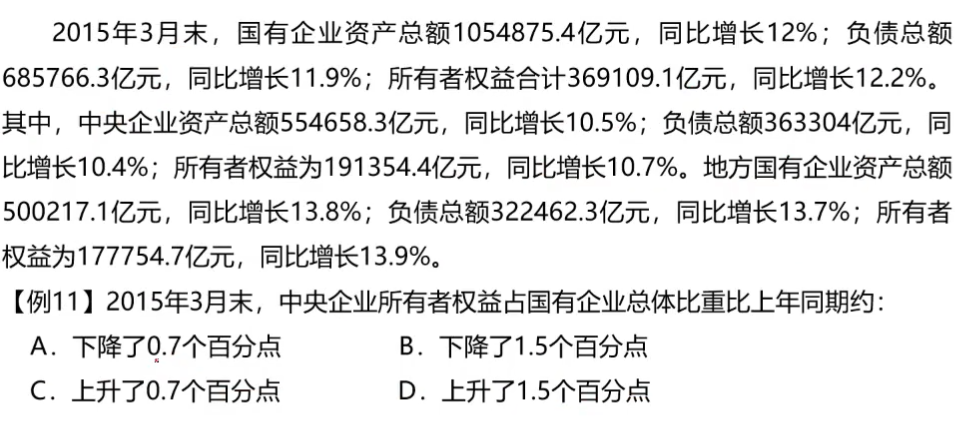 2015年3月末，国有企业资产总额1054875.4亿元，同比增长12%；负债总额
685766.3亿元，同比增长11.9%；所有者权益合计369109.1亿元，同比增长12.2%。
其中，中央企业资产总额554658.3亿元，同比增长10.5%；负债总额363304亿元，同
比增长10.4%；所有者权益为191354.4亿元，同比增长10.7%。地方国有企业资产总额
500217.1亿元，同比增长13.8%；负债总额322462.3亿元，同比增长13.7%；所有者
权益为177754.7亿元，同比增长13.9%。
【例11】2015年3月末，中央企业所有者权益占国有企业总体比重比上年同期约：
A．下降了0.7个百分点 B．下降了1.5个百分点
C．上升了0.7个百分点 D．上升了1.5个百分点